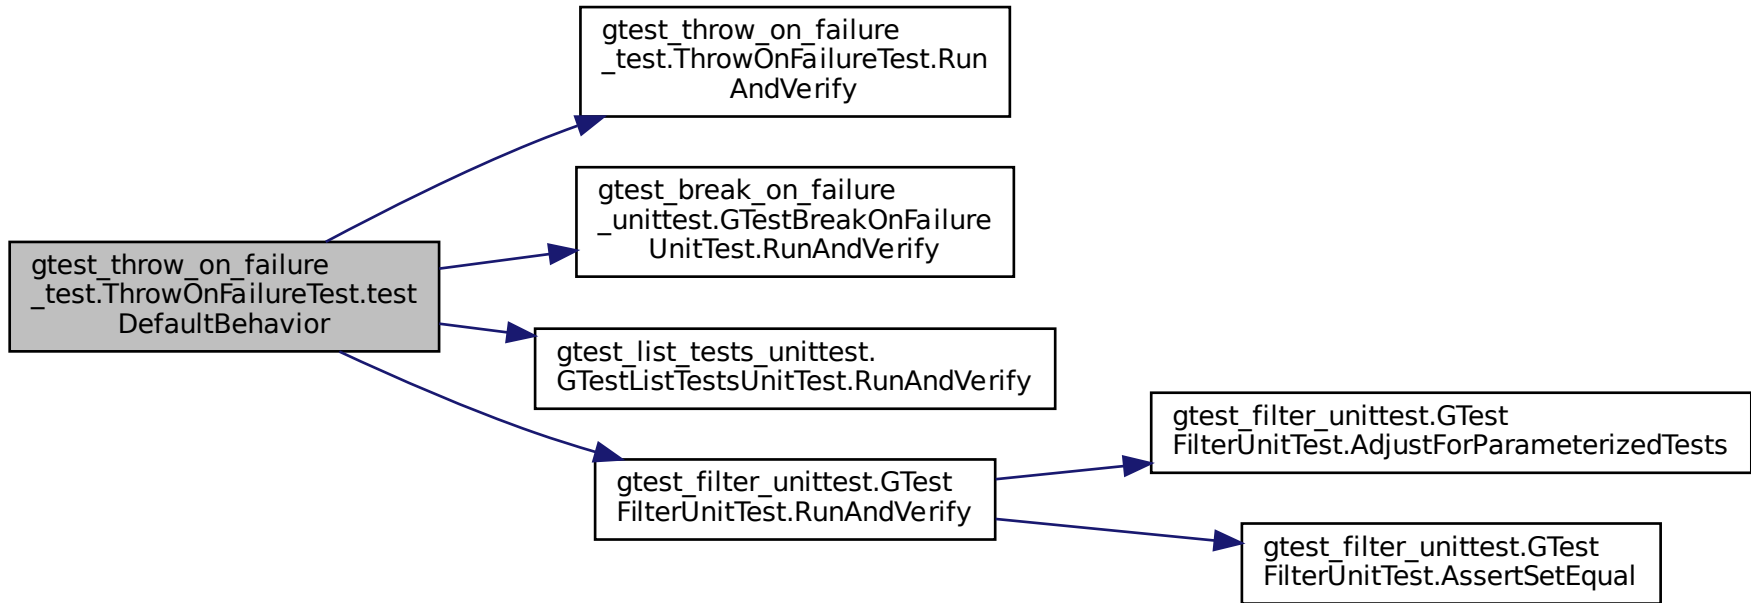 gtest_throw_on_failure
_test.ThrowOnFailureTest.Run
AndVerify
gtest_break_on_failure
_unittest.GTestBreakOnFailure
UnitTest.RunAndVerify
gtest_throw_on_failure
_test.ThrowOnFailureTest.test
DefaultBehavior
gtest_list_tests_unittest.
GTestListTestsUnitTest.RunAndVerify
gtest_filter_unittest.GTest
FilterUnitTest.RunAndVerify
gtest_filter_unittest.GTest
FilterUnitTest.AdjustForParameterizedTests
gtest_filter_unittest.GTest
FilterUnitTest.AssertSetEqual